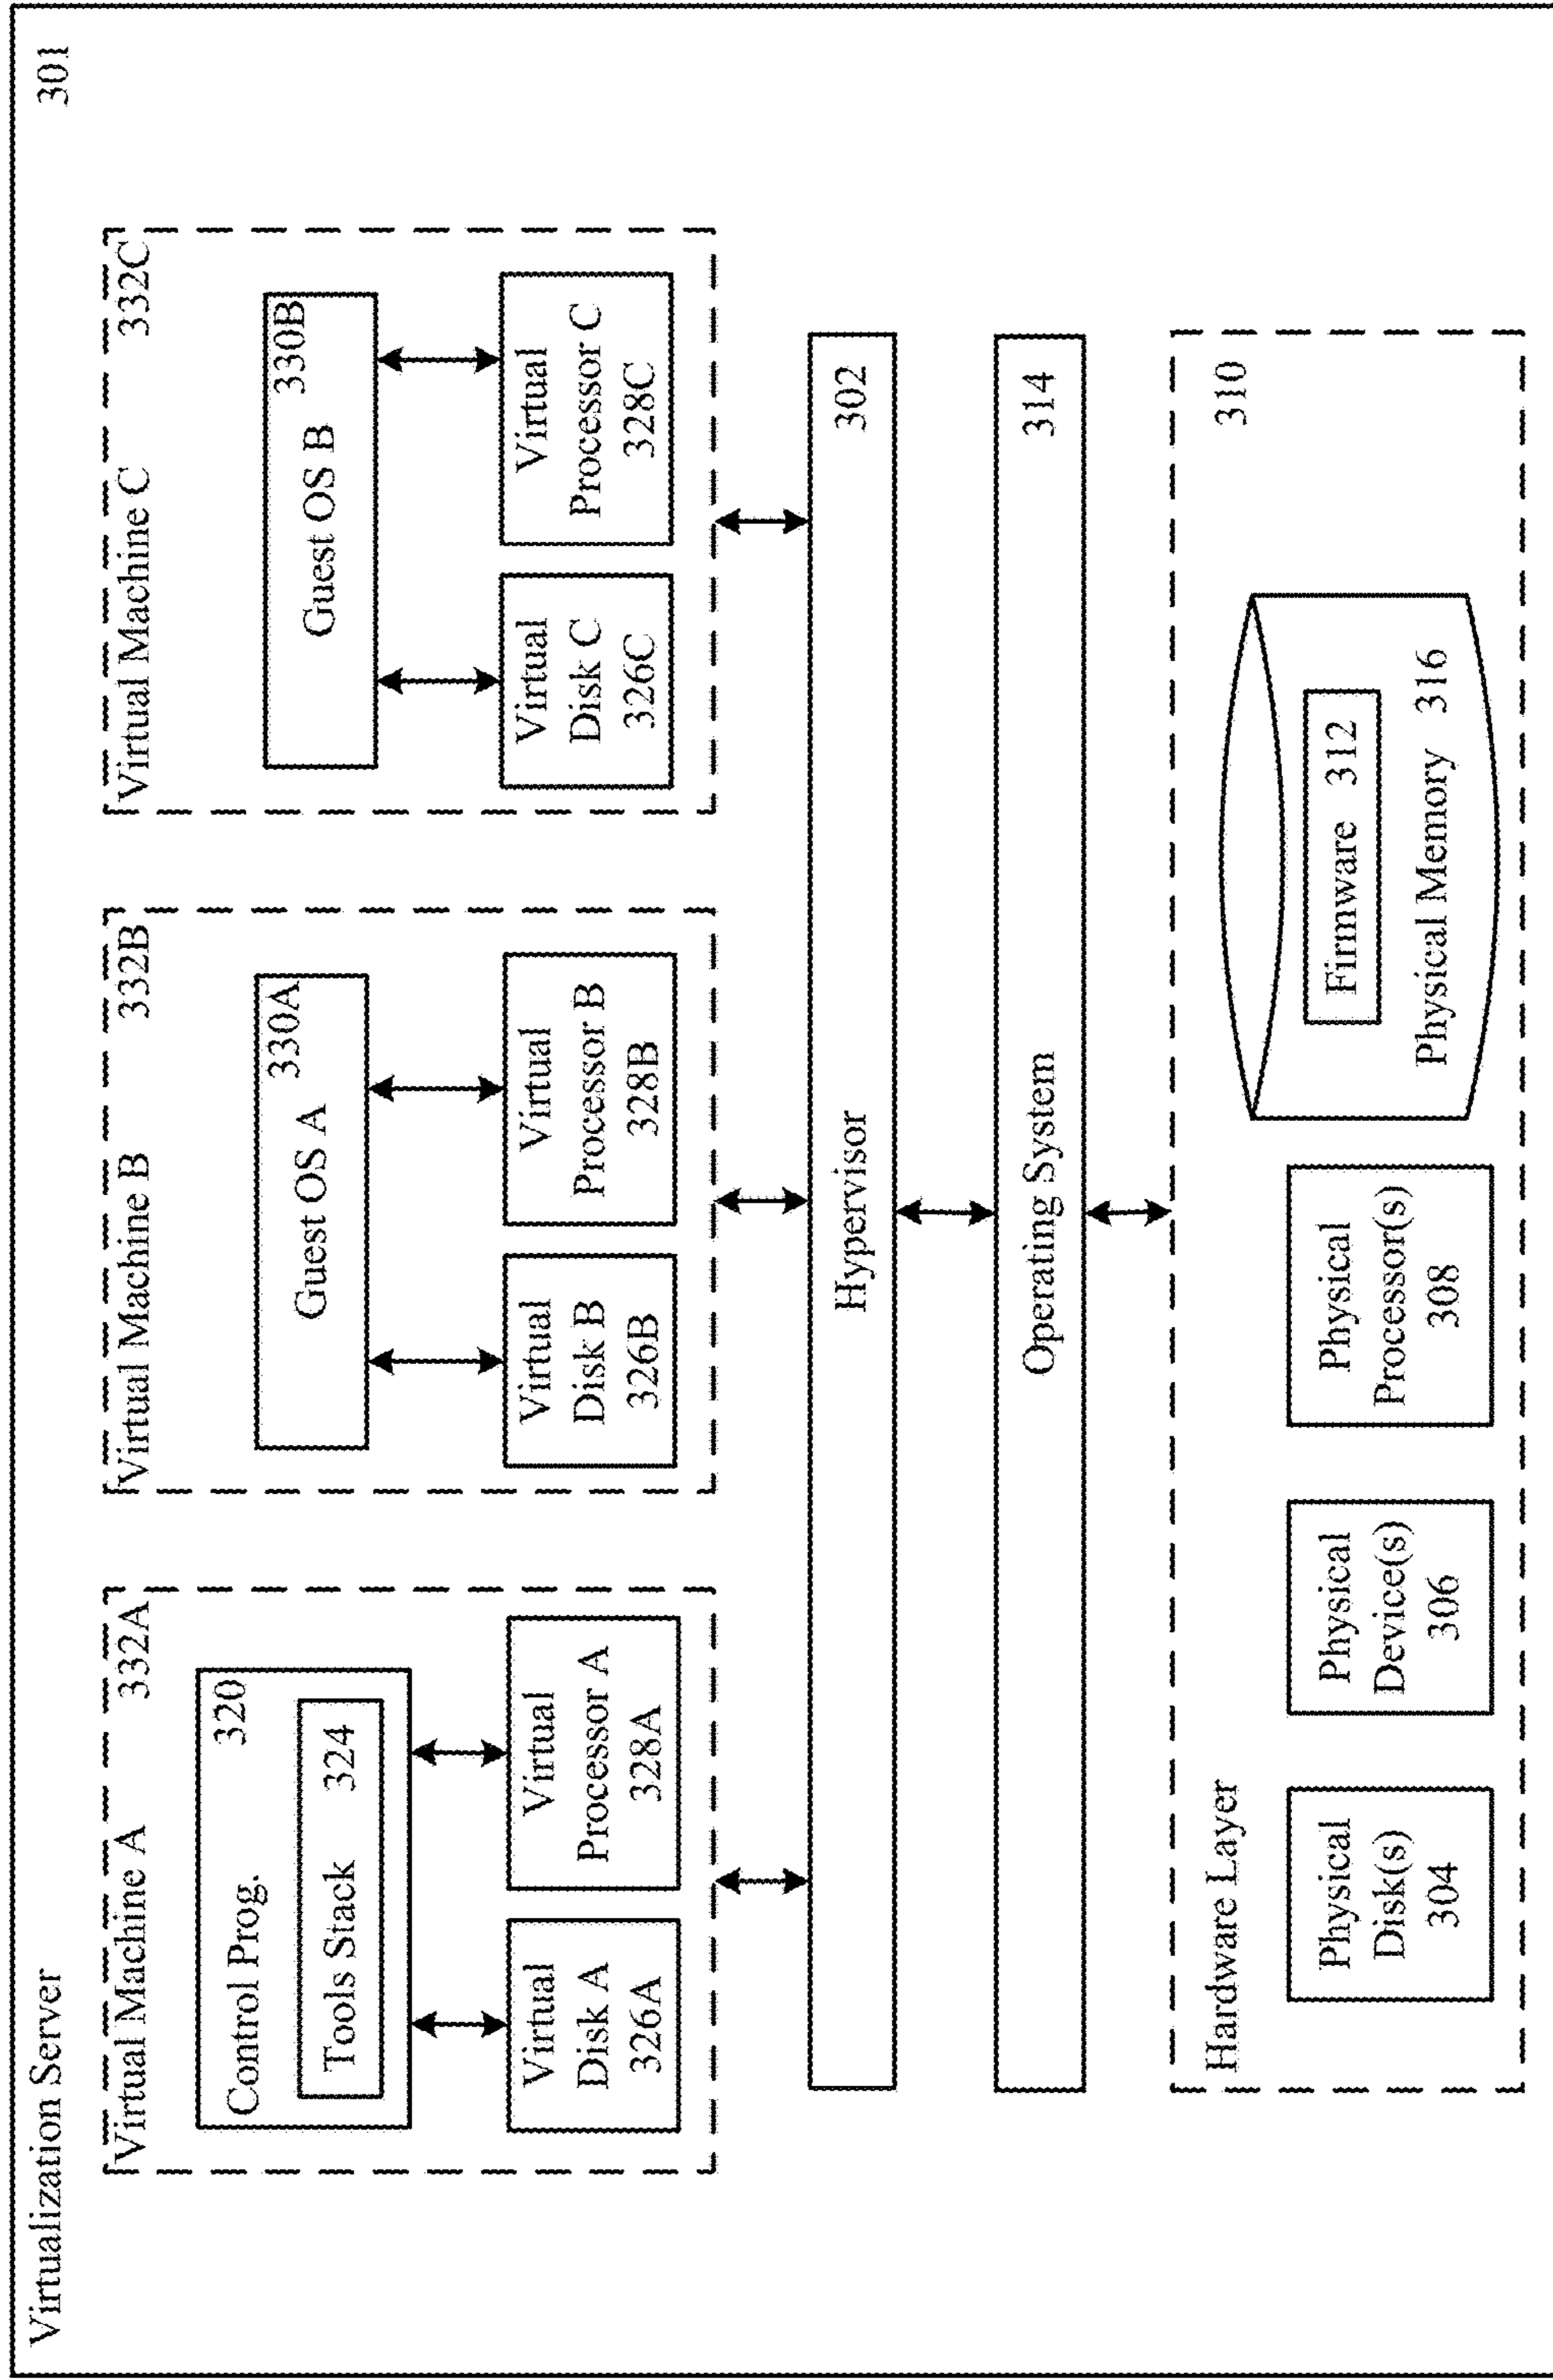 Virtualization Server 301
Virtual Machine A 332A
Control Prog. 320
Tools Stack 324
Virtual
Disk A
326A
Virtual
Processor A
328A
Virtual Machine B 332B
330A
Guest OS A
Virtual
Disk B
326B
Virtual
Processor B
328B
Virtual Machine C 332C
330B
Guest OS B
Virtual
Disk C
326C
Virtual
Processor C
328C
Hypervisor 302
Operating System 314
Hardware Layer 310
Physical
Disk(s)
304
Physical
Device(s)
306
Physical
Processor(s)
308
Firmware 312
Physical Memory 316